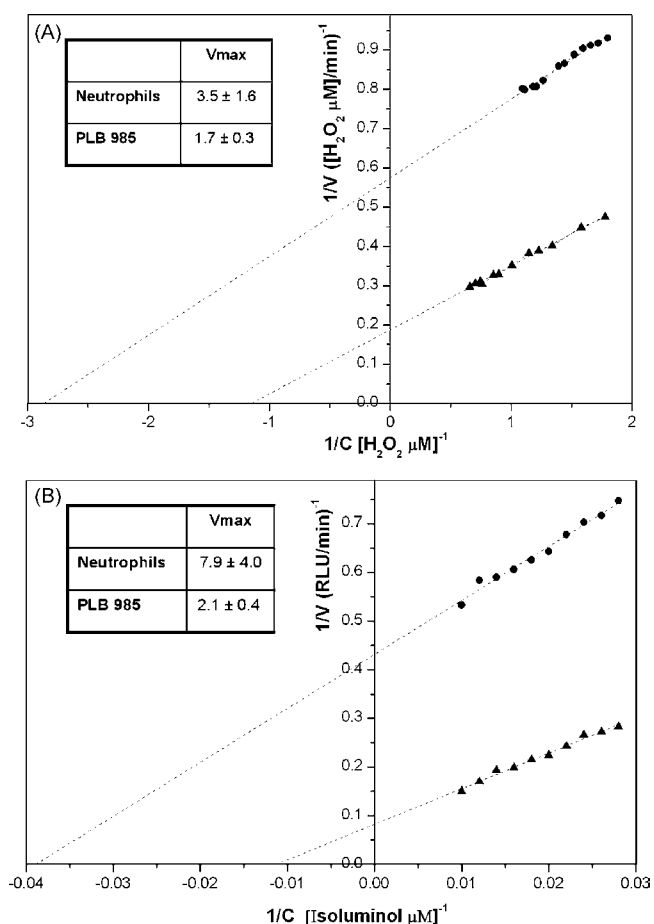 (A)
Vmax
Neutrophils 3.5 ± 1.6
PLB 985 1.7 ± 0.3
1/V ([H₂O₂ μM]/min)⁻¹
0.9
0.8
0.7
0.6
0.5
0.4
0.3
0.2
0.1
0.0
-3 -2 -1 0 1 2
1/C [H₂O₂ μM]⁻¹
(B)
Vmax
Neutrophils 7.9 ± 4.0
PLB 985 2.1 ± 0.4
1/V (RLU/min)⁻¹
0.7
0.6
0.5
0.4
0.3
0.2
0.1
0.0
-0.04 -0.03 -0.02 -0.01 0.00 0.01 0.02 0.03
1/C [Isoluminol μM]⁻¹